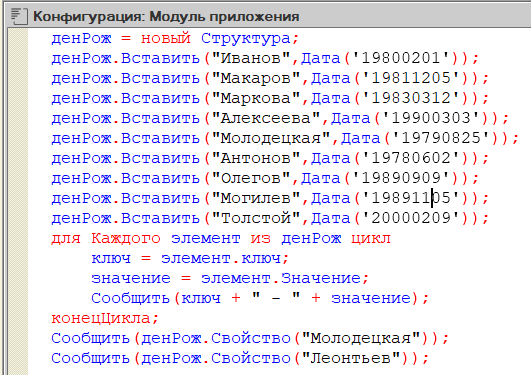 Конфигурация: Модуль приложения
денРож = новый Структура;
денРож.Вставить("Иванов",Дата('19800201'));
денРож.Вставить("Макаров",Дата('19811205'));
денРож.Вставить("Маркова",Дата('19830312'));
денРож.Вставить("Алексеева",Дата('19900303'));
денРож.Вставить("Молодецкая",Дата('19790825'));
денРож.Вставить("Антонов",Дата('19780602'));
денРож.Вставить("Олегов",Дата('19890909'));
денРож.Вставить("Могилев",Дата('19891105'));
денРож.Вставить("Толстой",Дата('20000209'));
для Каждого элемент из денРож цикл
ключ = элемент.ключ;
значение = элемент.Значение;
Сообщить(ключ + " - " + значение);
конецЦикла;
Сообщить(денРож.Свойство("Молодецкая"));
Сообщить(денРож.Свойство("Леонтьев"));